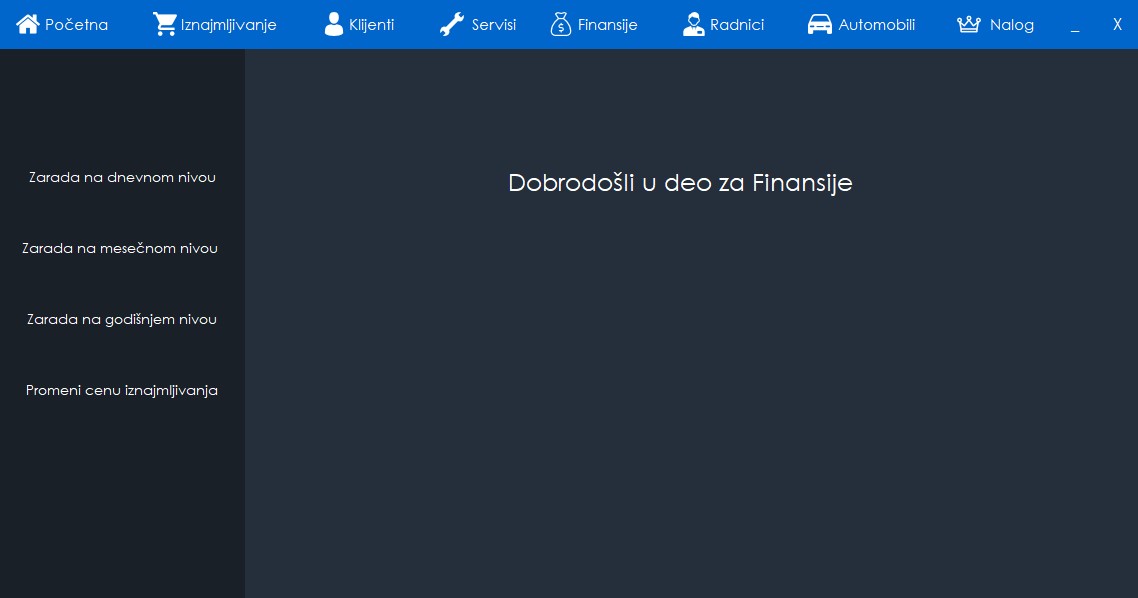 Početna Iznajmljivanje Klijenti Servisi Finansije Radnici Automobili Nalog _ X
Zarada na dnevnom nivou
Dobrodošli u deo za Finansije
Zarada na mesečnom nivou
Zarada na godišnjem nivou
Promeni cenu iznajmljivanja